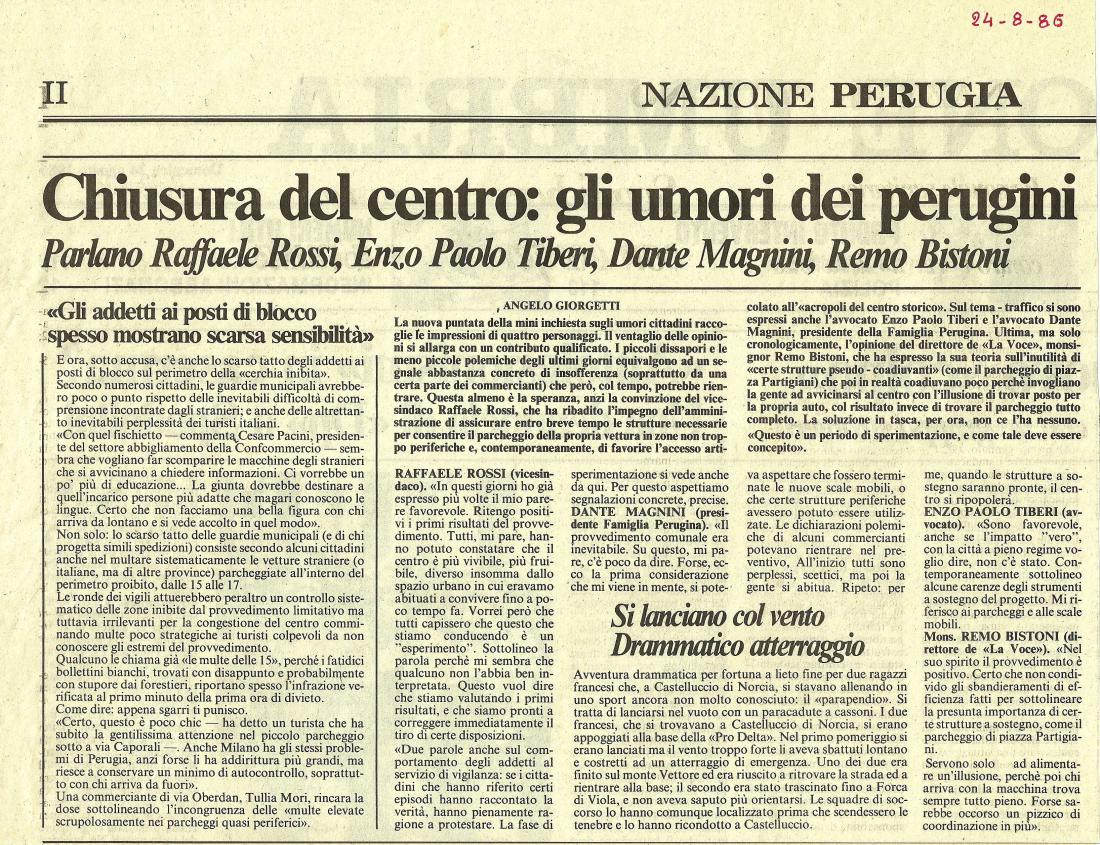 24-8-86
II
NAZIONE PERUGIA
Chiusura del centro: gli umori dei perugini
Parlano Raffaele Rossi, Enzo Paolo Tiberi, Dante Magnini, Remo Bistoni
«Gli addetti ai posti di blocco
spesso mostrano scarsa sensibilità»
E ora, sotto accusa, c'è anche lo scarso tatto degli addetti ai
posti di blocco sul perimetro della «cerchia inibita».
Secondo numerosi cittadini, le guardie municipali avrebbe-
ro poco o punto rispetto delle inevitabili difficoltà di com-
prensione incontrate dagli stranieri; e anche delle altrettan-
to inevitabili perplessità dei turisti italiani.
«Con quel fischietto — commenta Cesare Pacini, presiden-
te del settore abbigliamento della Confcommercio — sem-
bra che vogliano far scomparire le macchine degli stranieri
che si avvicinano a chiedere informazioni. Ci vorrebbe un
po' più di educazione... La giunta dovrebbe destinare a
quell'incarico persone più adatte che magari conoscono le
lingue. Certo che non facciamo una bella figura con chi
arriva da lontano e si vede accolto in quel modo».
Non solo: lo scarso tatto delle guardie municipali (e di chi
progetta simili spedizioni) consiste secondo alcuni cittadini
anche nel multare sistematicamente le vetture straniere (o
italiane, ma di altre province) parcheggiate all'interno del
perimetro proibito, dalle 15 alle 17.
Le ronde dei vigili attuerebbero peraltro un controllo siste-
matico delle zone inibite dal provvedimento limitativo ma
tuttavia irrilevanti per la congestione del centro commi-
nando multe poco strategiche ai turisti colpevoli da non
conoscere gli estremi del provvedimento.
Qualcuno le chiama già «le multe delle 15», perché i fatidici
bollettini bianchi, trovati con disappunto e probabilmente
con stupore dai forestieri, riportano spesso l'infrazione ve-
rificata al primo minuto della prima ora di divieto.
Come dire: appena sgarri ti punisco.
«Certo, questo è poco chic — ha detto un turista che ha
subito la gentilissima attenzione nel piccolo parcheggio
sotto a via Caporali —. Anche Milano ha gli stessi proble-
mi di Perugia, anzi forse li ha addirittura più grandi, ma
riesce a conservare un minimo di autocontrollo, soprattut-
to con chi arriva da fuori».
Una commerciante di via Oberdan, Tullia Mori, rincara la
dose sottolineando l'incongruenza delle «multe elevate
scrupolosamente nei parcheggi quasi periferici».
ANGELO GIORGETTI
La nuova puntata della mini inchiesta sugli umori cittadini racco-
glie le impressioni di quattro personaggi. Il ventaglio delle opinio-
ni si allarga con un contributo qualificato. I piccoli dissapori e le
meno piccole polemiche degli ultimi giorni equivalgono ad un se-
gnale abbastanza concreto di insofferenza (soprattutto da una
certa parte dei commercianti) che però, col tempo, potrebbe rien-
trare. Questa almeno è la speranza, anzi la convinzione del vice-
sindaco Raffaele Rossi, che ha ribadito l'impegno dell'ammini-
strazione di assicurare entro breve tempo le strutture necessarie
per consentire il parcheggio della propria vettura in zone non trop-
po periferiche e, contemporaneamente, di favorire l'accesso arti-
colato all'«acropoli del centro storico». Sul tema - traffico si sono
espressi anche l'avvocato Enzo Paolo Tiberi e l'avocato Dante
Magnini, presidente della Famiglia Perugina. Ultima, ma solo
cronologicamente, l'opinione del direttore de «La Voce», monsi-
gnor Remo Bistoni, che ha espresso la sua teoria sull'inutilità di
«certe strutture pseudo - coadiuvanti» (come il parcheggio di piaz-
za Partigiani) che poi in realtà coadiuvano poco perchè invogliano
la gente ad avvicinarsi al centro con l'illusione di trovar posto per
la propria auto, col risultato invece di trovare il parcheggio tutto
completo. La soluzione in tasca, per ora, non ce l'ha nessuno.
«Questo è un periodo di sperimentazione, e come tale deve essere
concepito».
RAFFAELE ROSSI (vicesin-
daco). «In questi giorni ho già
espresso più volte il mio pare-
re favorevole. Ritengo positi-
vi i primi risultati del provve-
dimento. Tutti, mi pare, han-
no potuto constatare che il
centro è più vivibile, più frui-
bile, diverso insomma dallo
spazio urbano in cui eravamo
abituati a convivere fino a po-
co tempo fa. Vorrei però che
tutti capissero che questo che
stiamo conducendo è un
"esperimento". Sottolineo la
parola perchè mi sembra che
qualcuno non l'abbia ben in-
terpretata. Questo vuol dire
che stiamo valutando i primi
risultati, e che siamo pronti a
correggere immediatamente il
tiro di certe disposizioni.
«Due parole anche sul com-
portamento degli addetti al
servizio di vigilanza: se i citta-
dini che hanno riferito certi
episodi hanno raccontato la
verità, hanno pienamente ra-
gione a protestare. La fase di
sperimentazione si vede anche
da qui. Per questo aspettiamo
segnalazioni concrete, precise.
DANTE MAGNINI (presi-
dente Famiglia Perugina). «Il
provvedimento comunale era
inevitabile. Su questo, mi pa-
re, c'è poco da dire. Forse, ec-
co la prima considerazione
che mi viene in mente, si pote-
va aspettare che fossero termi-
nate le nuove scale mobili, o
che certe strutture periferiche
avessero potuto essere utiliz-
zate. Le dichiarazioni polemi-
che di alcuni commercianti
potevano rientrare nel pre-
ventivo, All'inizio tutti sono
perplessi, scettici, ma poi la
gente si abitua. Ripeto: per
me, quando le strutture a so-
stegno saranno pronte, il cen-
tro si ripopolerà.
ENZO PAOLO TIBERI (av-
vocato). «Sono favorevole,
anche se l'impatto "vero",
con la città a pieno regime vo-
glio dire, non c'è stato. Con-
temporaneamente sottolineo
alcune carenze degli strumenti
a sostegno del progetto. Mi ri-
ferisco ai parcheggi e alle scale
mobili.
Mons. REMO BISTONI (di-
rettore de «La Voce»). «Nel
suo spirito il provvedimento è
positivo. Certo che non condi-
vido gli sbandieramenti di ef-
ficienza fatti per sottolineare
la presunta importanza di cer-
te strutture a sostegno, come il
parcheggio di piazza Partigia-
ni.
Servono solo ad alimenta-
re un'illusione, perchè poi chi
arriva con la macchina trova
sempre tutto pieno. Forse sa-
rebbe occorso un pizzico di
coordinazione in più».
Si lanciano col vento
Drammatico atterraggio
Avventura drammatica per fortuna a lieto fine per due ragazzi
francesi che, a Castelluccio di Norcia, si stavano allenando in
uno sport ancora non molto conosciuto: il «parapendio». Si
tratta di lanciarsi nel vuoto con un paracadute a cassoni. I due
francesi, che si trovavano a Castelluccio di Norcia, si erano
appoggiati alla base della «Pro Delta». Nel primo pomeriggio si
erano lanciati ma il vento troppo forte li aveva sbattuti lontano
e costretti ad un atterraggio di emergenza. Uno dei due era
finito sul monte Vettore ed era riuscito a ritrovare la strada ed a
rientrare alla base; il secondo era stato trascinato fino a Forca
di Viola, e non aveva saputo più orientarsi. Le squadre di soc-
corso lo hanno comunque localizzato prima che scendessero le
tenebre e lo hanno ricondotto a Castelluccio.